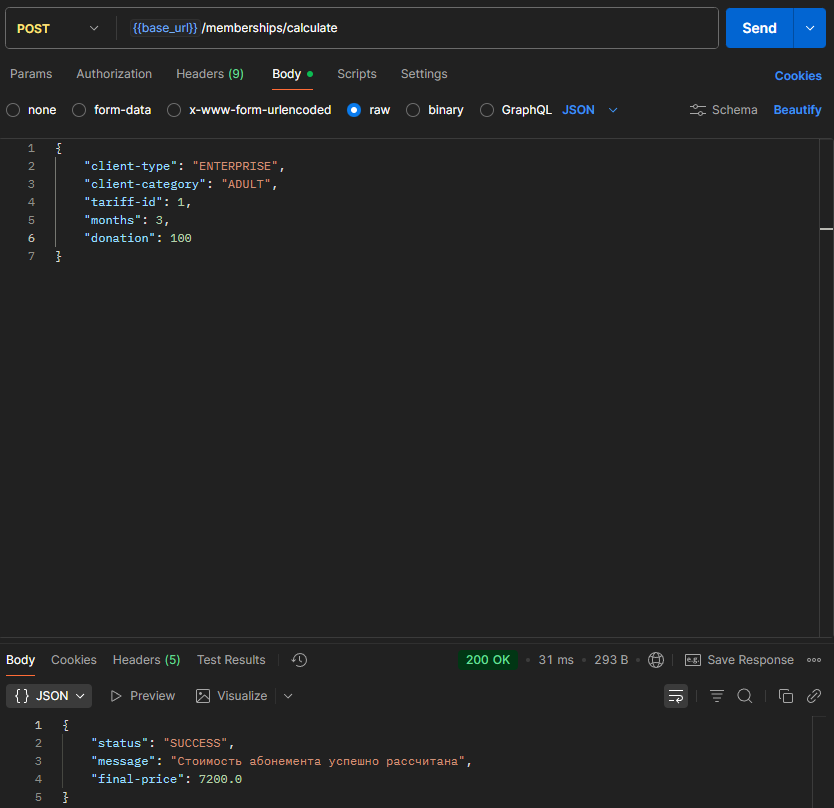 POST {{base_url}} /memberships/calculate Send
Params Authorization Headers (9) Body Scripts Settings Cookies
none form-data x-www-form-urlencoded raw binary GraphQL JSON Schema Beautify
1 {
2 "client-type": "ENTERPRISE",
3 "client-category": "ADULT",
4 "tariff-id": 1,
5 "months": 3,
6 "donation": 100
7 }
Body Cookies Headers (5) Test Results 200 OK 31 ms 293 B e.g. Save Response
{} JSON Preview Visualize
1 {
2 "status": "SUCCESS",
3 "message": "Стоимость абонемента успешно рассчитана",
4 "final-price": 7200.0
5 }